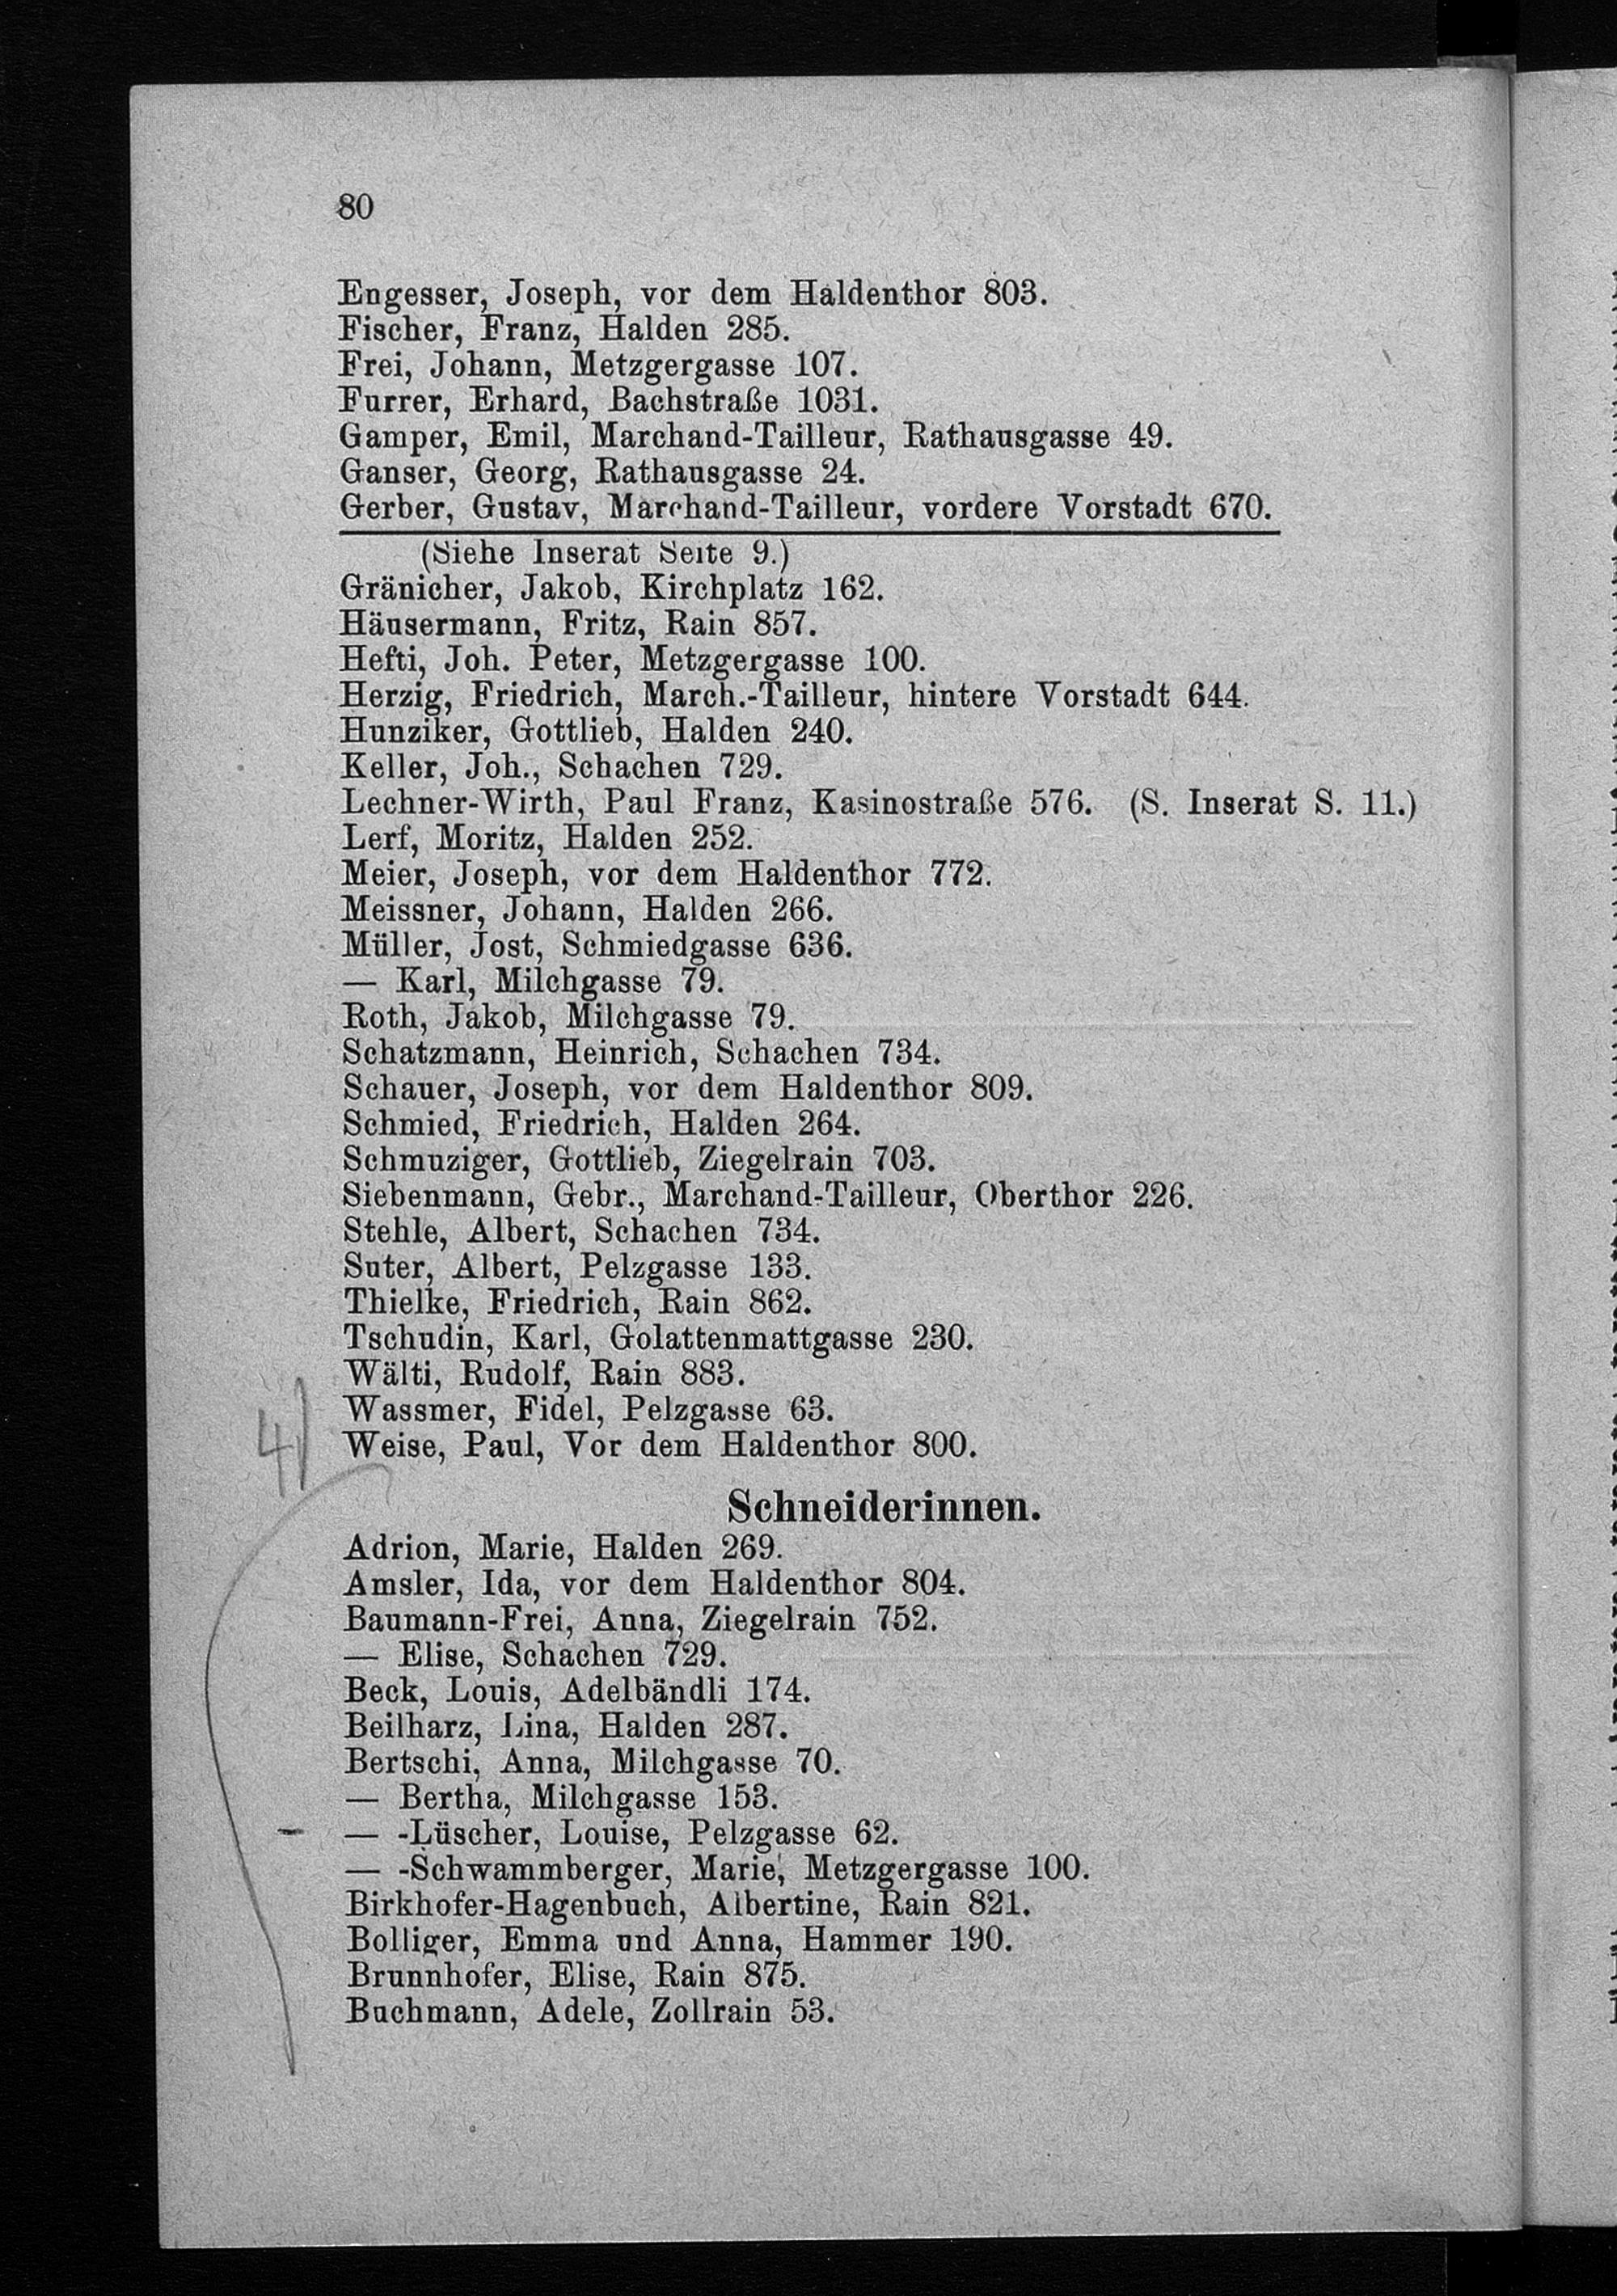 80
Engesser, Joseph, vor dem Haldenthor 803.
Fischer, Franz, Halden 285.
Frei, Johann, Metzgergasse 107.
Furrer, Erhard, Bachstraße 1031.
Gamper, Emil, Marchand-Tailleur, Rathausgasse 49.
Ganser, Georg, Rathausgasse 24.
Gerber, Gustav, Marchand-Tailleur, vordere Vorstadt 670.
(Siehe Inserat Seite 9.)
Gränicher, Jakob, Kirchplatz 162.
Häusermann, Fritz, Rain 857.
Hefti, Joh. Peter, Metzgergasse 100.
Herzig, Friedrich, March.-Tailleur, hintere Vorstadt 644.
Hunziker, Gottlieb, Halden 240.
Keller, Joh., Schachen 729.
Lechner-Wirth, Paul Franz, Kasinostraße 576. (S. Inserat S. 11.)
Lerf, Moritz, Halden 252.
Meier, Joseph, vor dem Haldenthor 772.
Meissner, Johann, Halden 266.
Müller, Jost, Schmiedgasse 636.
— Karl, Milchgasse 79.
Roth, Jakob, Milchgasse 79.
Schatzmann, Heinrich, Schachen 734.
Schauer, Joseph, vor dem Haldenthor 809.
Schmied, Friedrich, Halden 264.
Schmuziger, Gottlieb, Ziegelrain 703.
Siebenmann, Gebr., Marchand-Tailleur, Oberthor 226.
Stehle, Albert, Schachen 734.
Suter, Albert, Pelzgasse 133.
Thielke, Friedrich, Rain 862.
Tschudin, Karl, Golattenmattgasse 230.
Wälti, Rudolf, Rain 883.
Wassmer, Fidel, Pelzgasse 63.
Weise, Paul, Vor dem Haldenthor 800.
Schneiderinnen.
Adrion, Marie, Halden 269.
Amsler, Ida, vor dem Haldenthor 804.
Baumann-Frei, Anna, Ziegelrain 752.
— Elise, Schachen 729.
Beck, Louis, Adelbändli 174.
Beilharz, Lina, Halden 287.
Bertschi, Anna, Milchgasse 70.
— Bertha, Milchgasse 153.
— -Lüscher, Louise, Pelzgasse 62.
— -Schwammberger, Marie, Metzgergasse 100.
Birkhofer-Hagenbuch, Albertine, Rain 821.
Bolliger, Emma und Anna, Hammer 190.
Brunnhofer, Elise, Rain 875.
Buchmann, Adele, Zollrain 53.